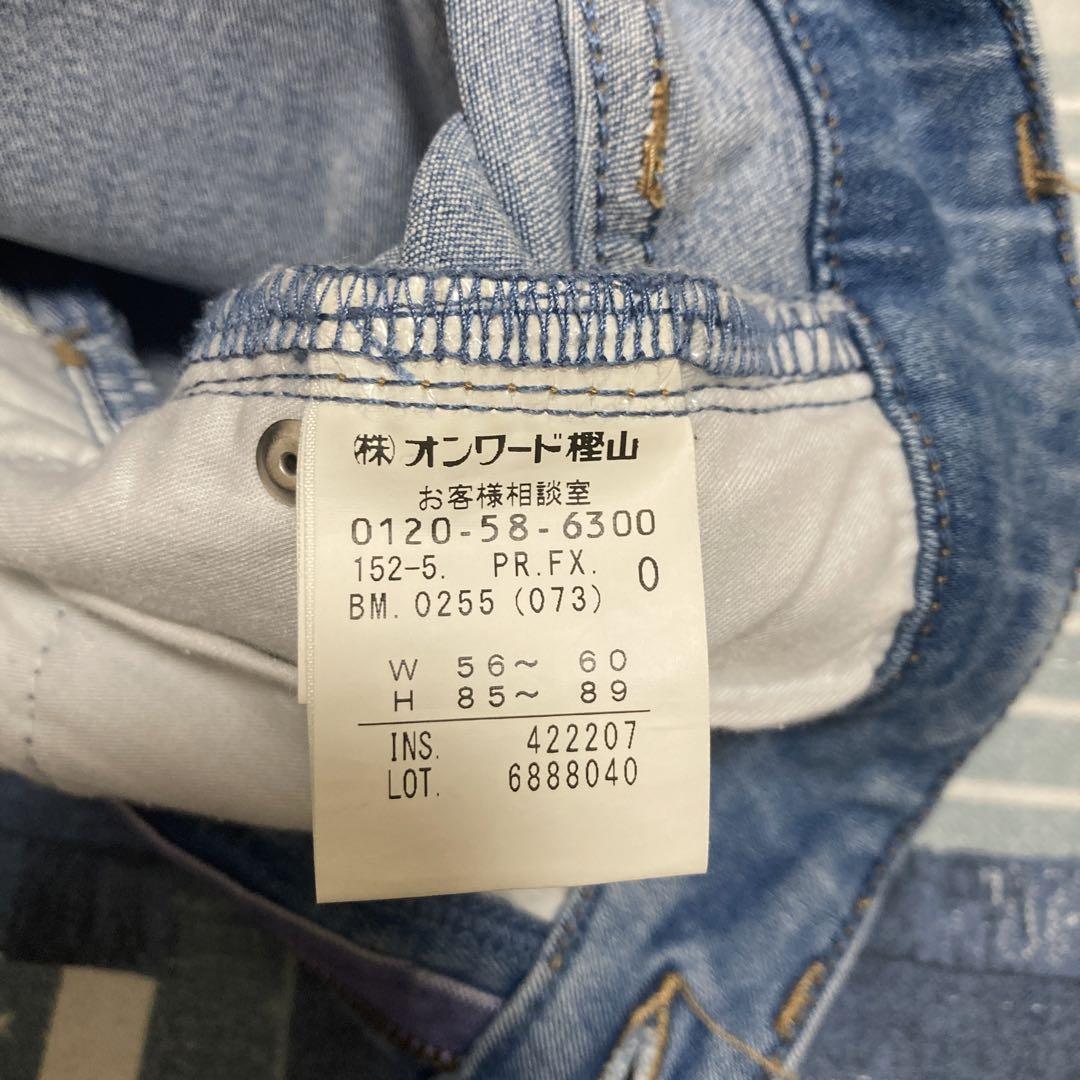 ㈱オンワード樫山
お客様相談室
0120-58-6300
152-5. PR.FX. 0
BM. 0255 (073)
W 56～ 60
H 85～ 89
INS. 422207
LOT. 6888040